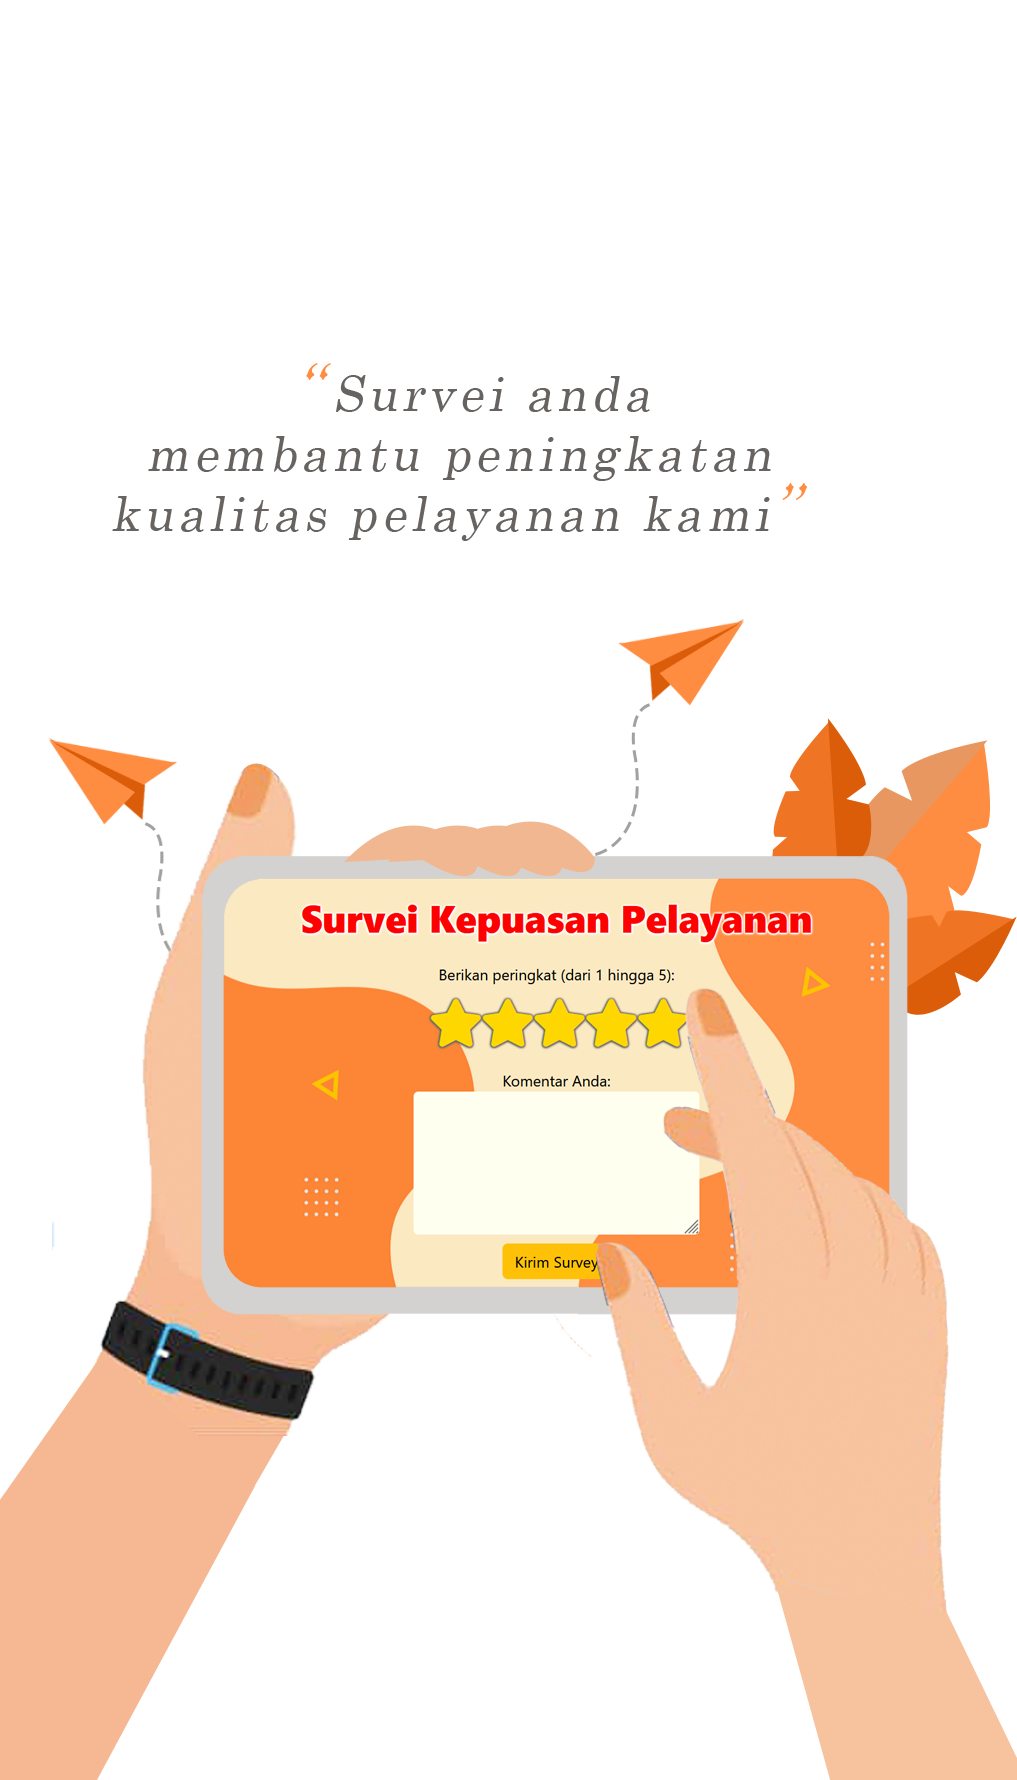 “Survei anda
membantu peningkatan
kualitas pelayanan kami”
Survei Kepuasan Pelayanan
Berikan peringkat (dari 1 hingga 5):
Komentar Anda:
Kirim Survey